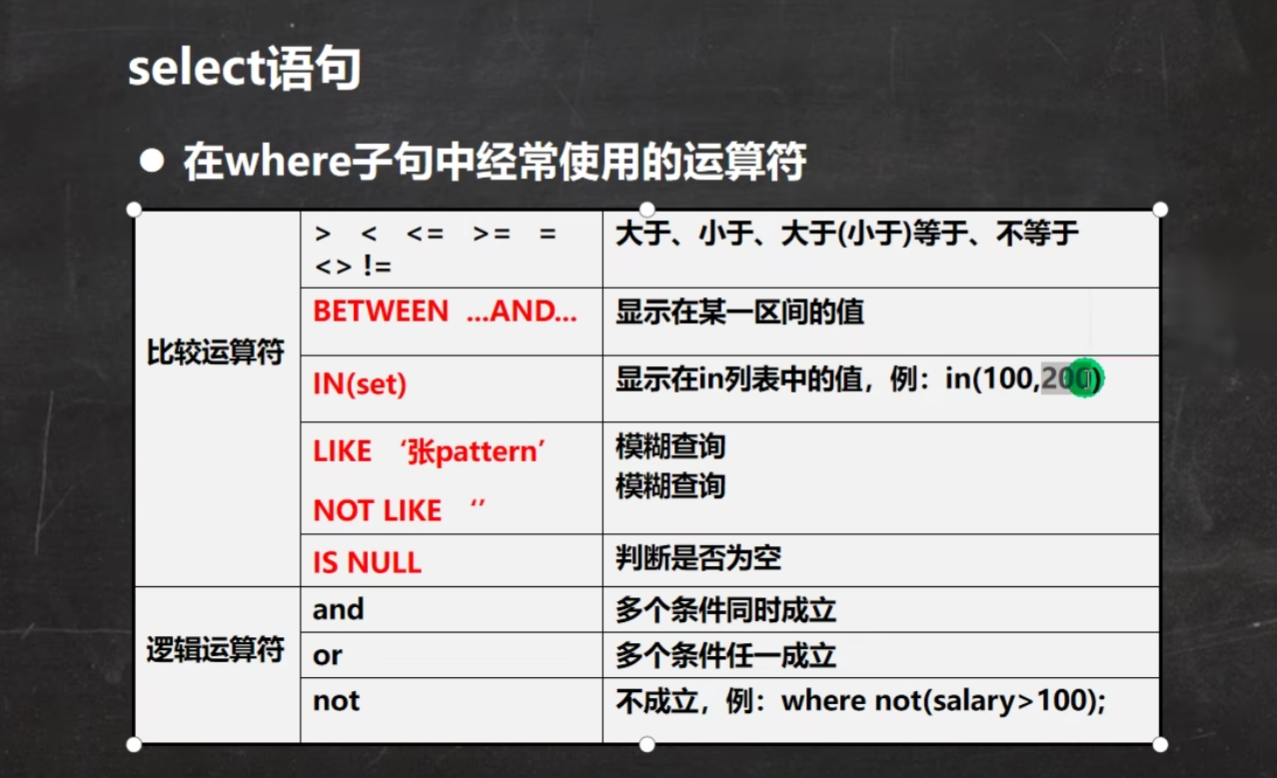 select语句
● 在where子句中经常使用的运算符
比较运算符
> < <= >= =
<> !=
大于、小于、大于(小于)等于、不等于
BETWEEN ...AND...
显示在某一区间的值
IN(set)
显示在in列表中的值，例：in(100,200)
LIKE ‘张pattern’
NOT LIKE ‘’
模糊查询
模糊查询
IS NULL
判断是否为空
逻辑运算符
and
多个条件同时成立
or
多个条件任一成立
not
不成立，例：where not(salary>100);